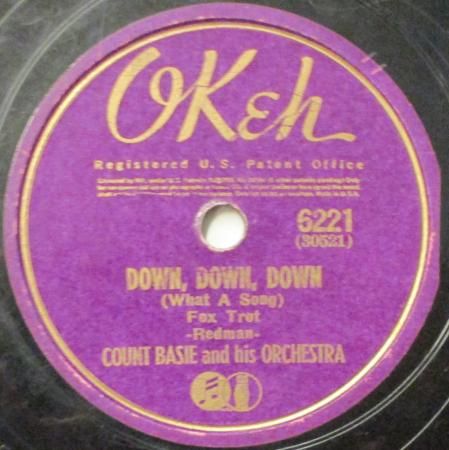 OKeh
Registered U.S. Patent Office
6221
(30521)
DOWN, DOWN, DOWN
(What A Song)
Fox Trot
-Redman-
COUNT BASIE and his ORCHESTRA